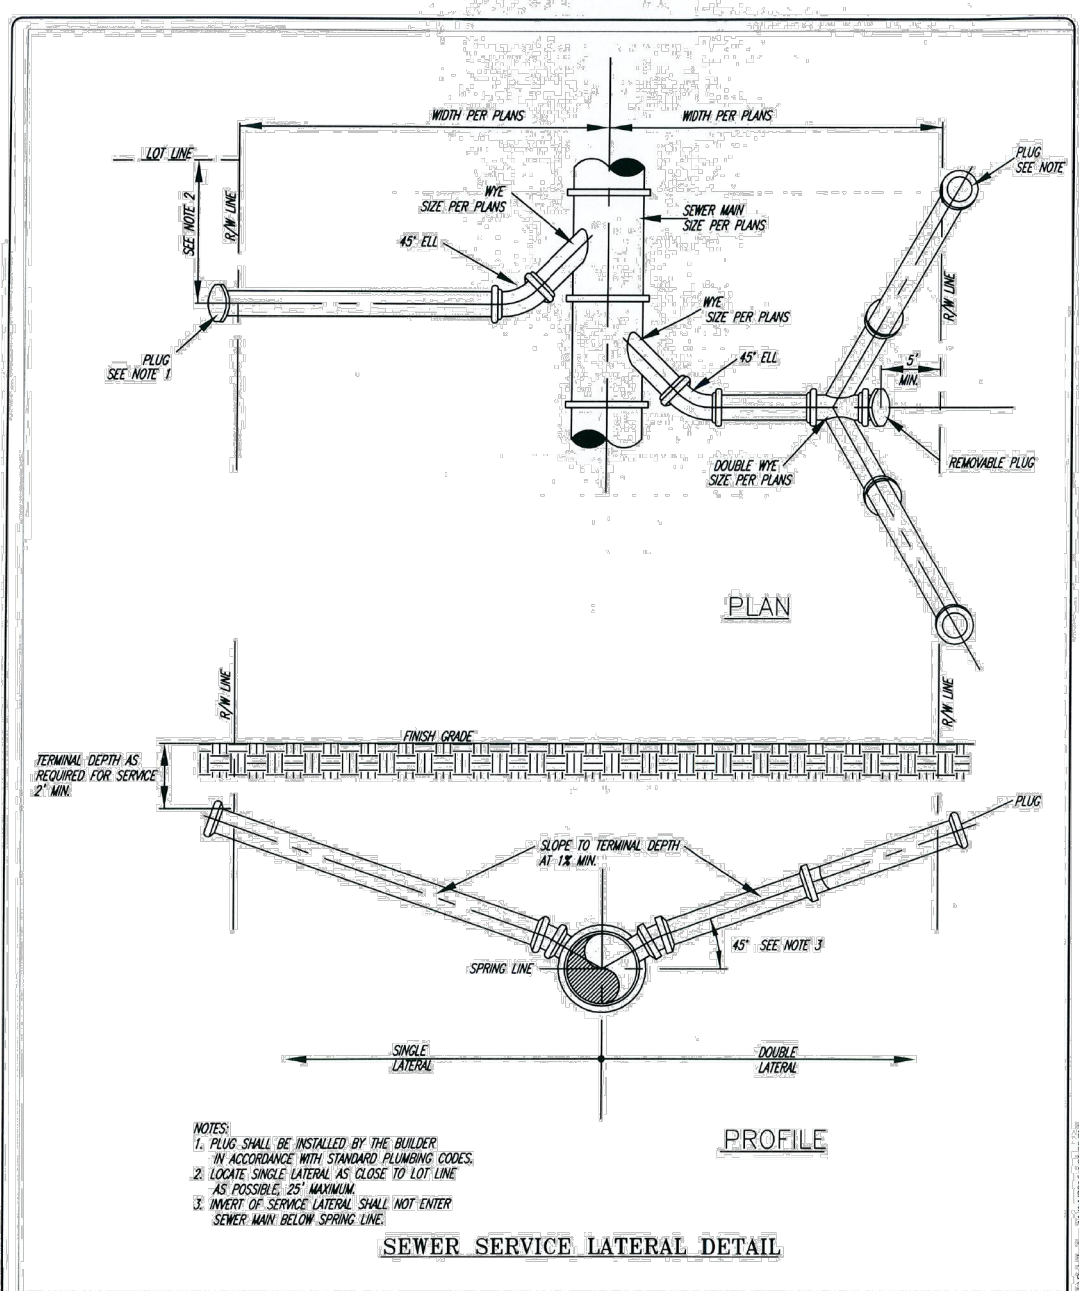 WIDTH PER PLANS
WIDTH PER PLANS
LOT LINE
PLUG
SEE NOTE
SEE NOTE 2
R/W LINE
WYE
SIZE PER PLANS
SEWER MAIN
SIZE PER PLANS
45° ELL
R/W LINE
WYE
SIZE PER PLANS
PLUG
SEE NOTE 1
45° ELL
5'
MIN.
DOUBLE WYE
SIZE PER PLANS
REMOVABLE PLUG
PLAN
R/W LINE
R/W LINE
FINISH GRADE
TERMINAL DEPTH AS
REQUIRED FOR SERVICE
2' MIN.
PLUG
SLOPE TO TERMINAL DEPTH
AT 1% MIN.
45° SEE NOTE 3
SPRING LINE
SINGLE
LATERAL
DOUBLE
LATERAL
PROFILE
NOTES:
1. PLUG SHALL BE INSTALLED BY THE BUILDER
IN ACCORDANCE WITH STANDARD PLUMBING CODES.
2. LOCATE SINGLE LATERAL AS CLOSE TO LOT LINE
AS POSSIBLE, 25' MAXIMUM.
3. INVERT OF SERVICE LATERAL SHALL NOT ENTER
SEWER MAIN BELOW SPRING LINE.
SEWER SERVICE LATERAL DETAIL